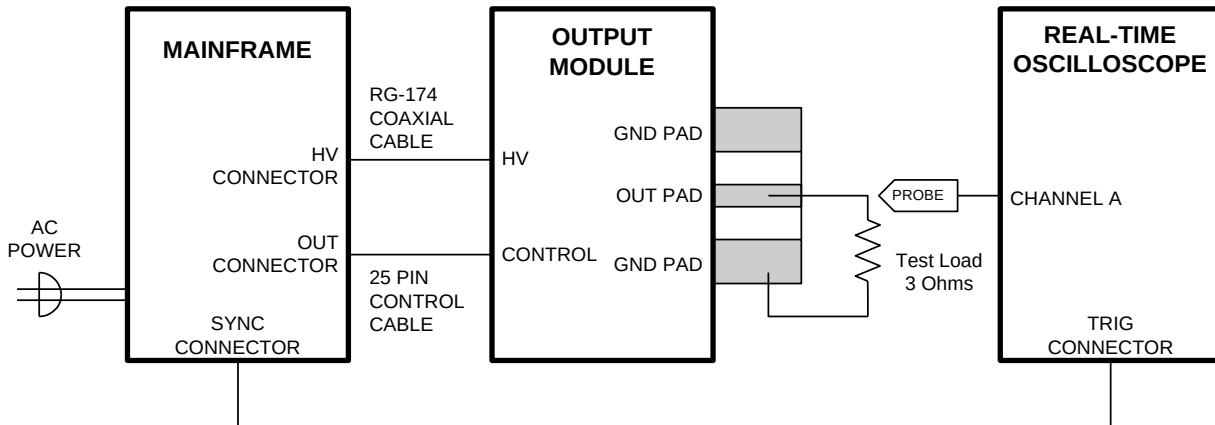 MAINFRAME
HV
CONNECTOR
OUT
CONNECTOR
SYNC
CONNECTOR
AC
POWER
RG-174
COAXIAL
CABLE
25 PIN
CONTROL
CABLE
OUTPUT
MODULE
HV
CONTROL
GND PAD
OUT PAD
GND PAD
Test Load
3 Ohms
PROBE
REAL-TIME
OSCILLOSCOPE
CHANNEL A
TRIG
CONNECTOR